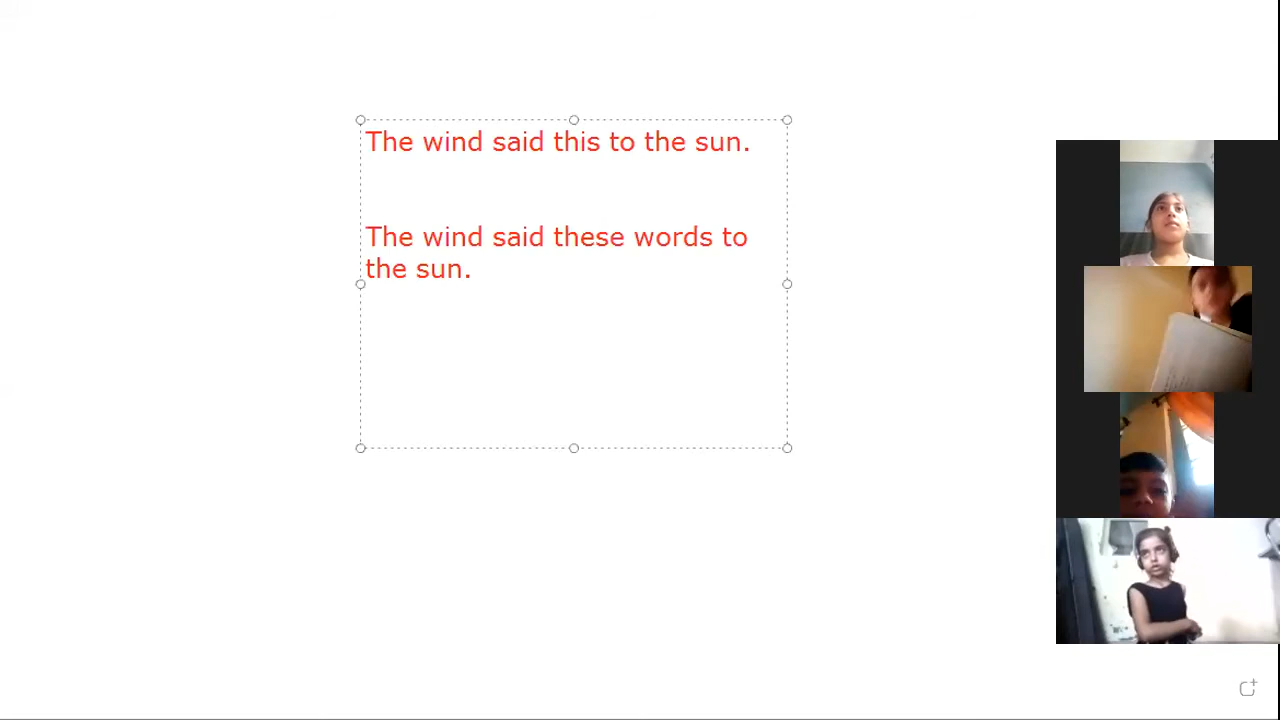 The wind said this to the sun.
The wind said these words to
the sun.